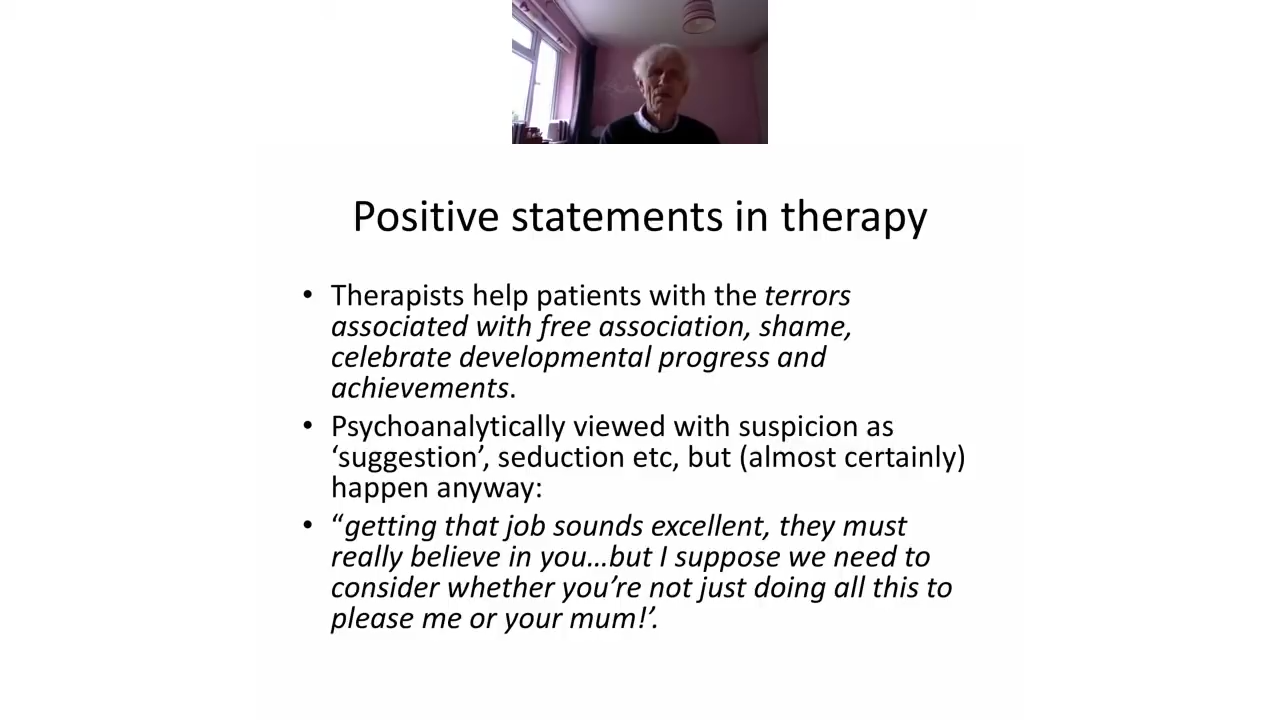 Positive statements in therapy
• Therapists help patients with the terrors
associated with free association, shame,
celebrate developmental progress and
achievements.
• Psychoanalytically viewed with suspicion as
‘suggestion’, seduction etc, but (almost certainly)
happen anyway:
• “getting that job sounds excellent, they must
really believe in you…but I suppose we need to
consider whether you’re not just doing all this to
please me or your mum!’.